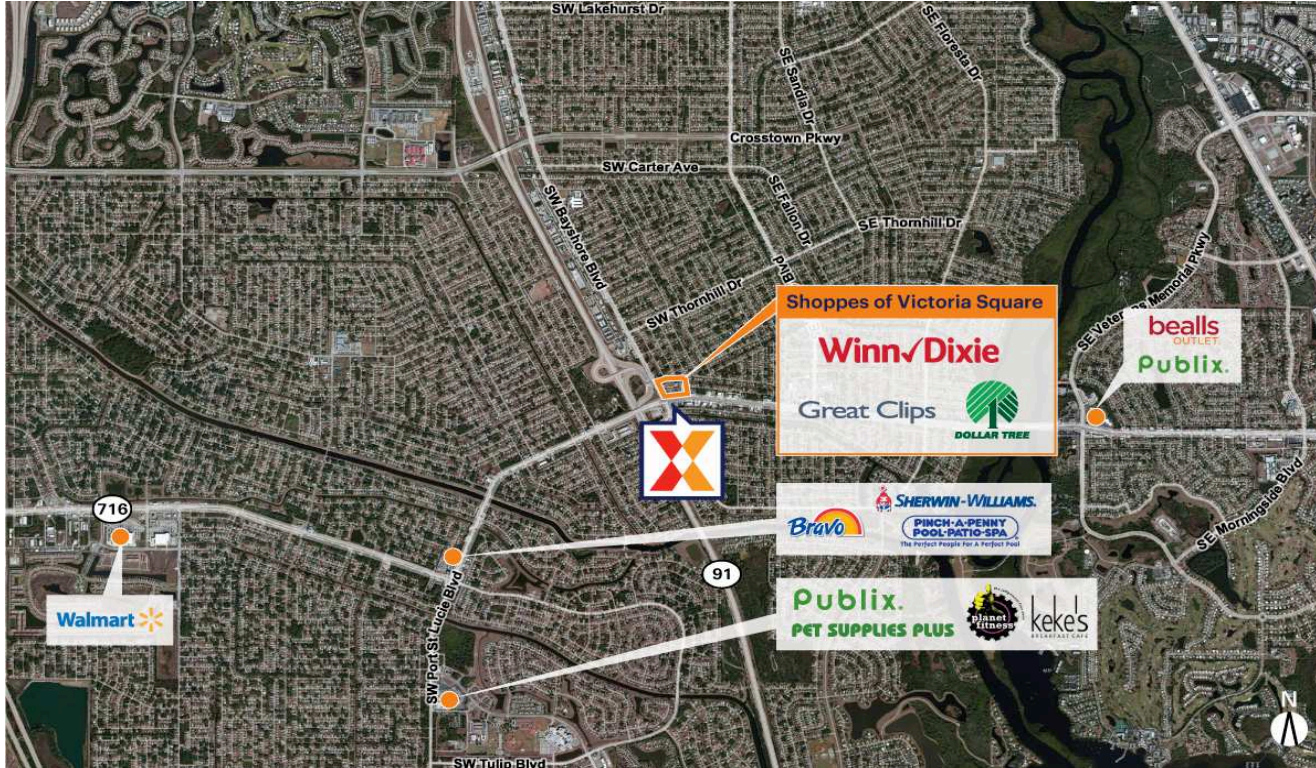 SW Lakehurst Dr
SE Floresta Dr
SE Sandia Dr
Crosstown Pkwy
SW Carter Ave
SW Bayshore Blvd
SE Fallon Dr
SE Thornhill Dr
Blvd
SW Thornhill Dr
SE Veterans Memorial Pkwy
Shoppes of Victoria Square
Winn Dixie
Great Clips
DOLLAR TREE
bealls
OUTLET
Publix.
716
Walmart
SW Port St Lucie Blvd
91
Bravo
SHERWIN-WILLIAMS.
PINCH-A-PENNY
POOL·PATIO·SPA
The Perfect People For A Perfect Pool
SE Morningside Blvd
Publix.
PET SUPPLIES PLUS
planet
fitness
keke's
BREAKFAST CAFE
SW Tulip Blvd
N